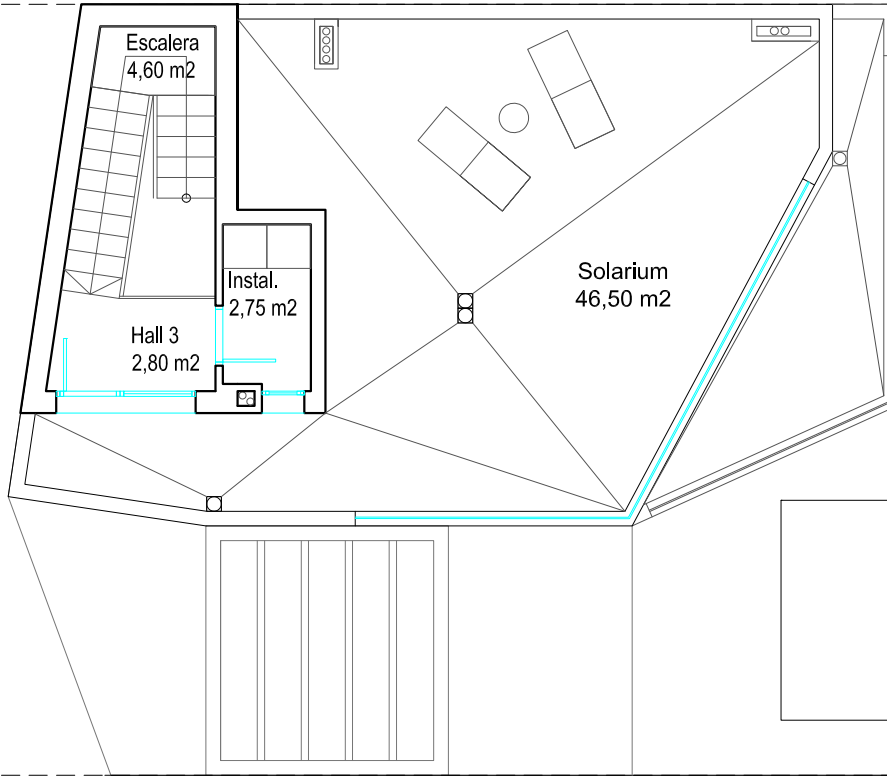 Escalera
4,60 m2
Instal.
2,75 m2
Solarium
46,50 m2
Hall 3
2,80 m2